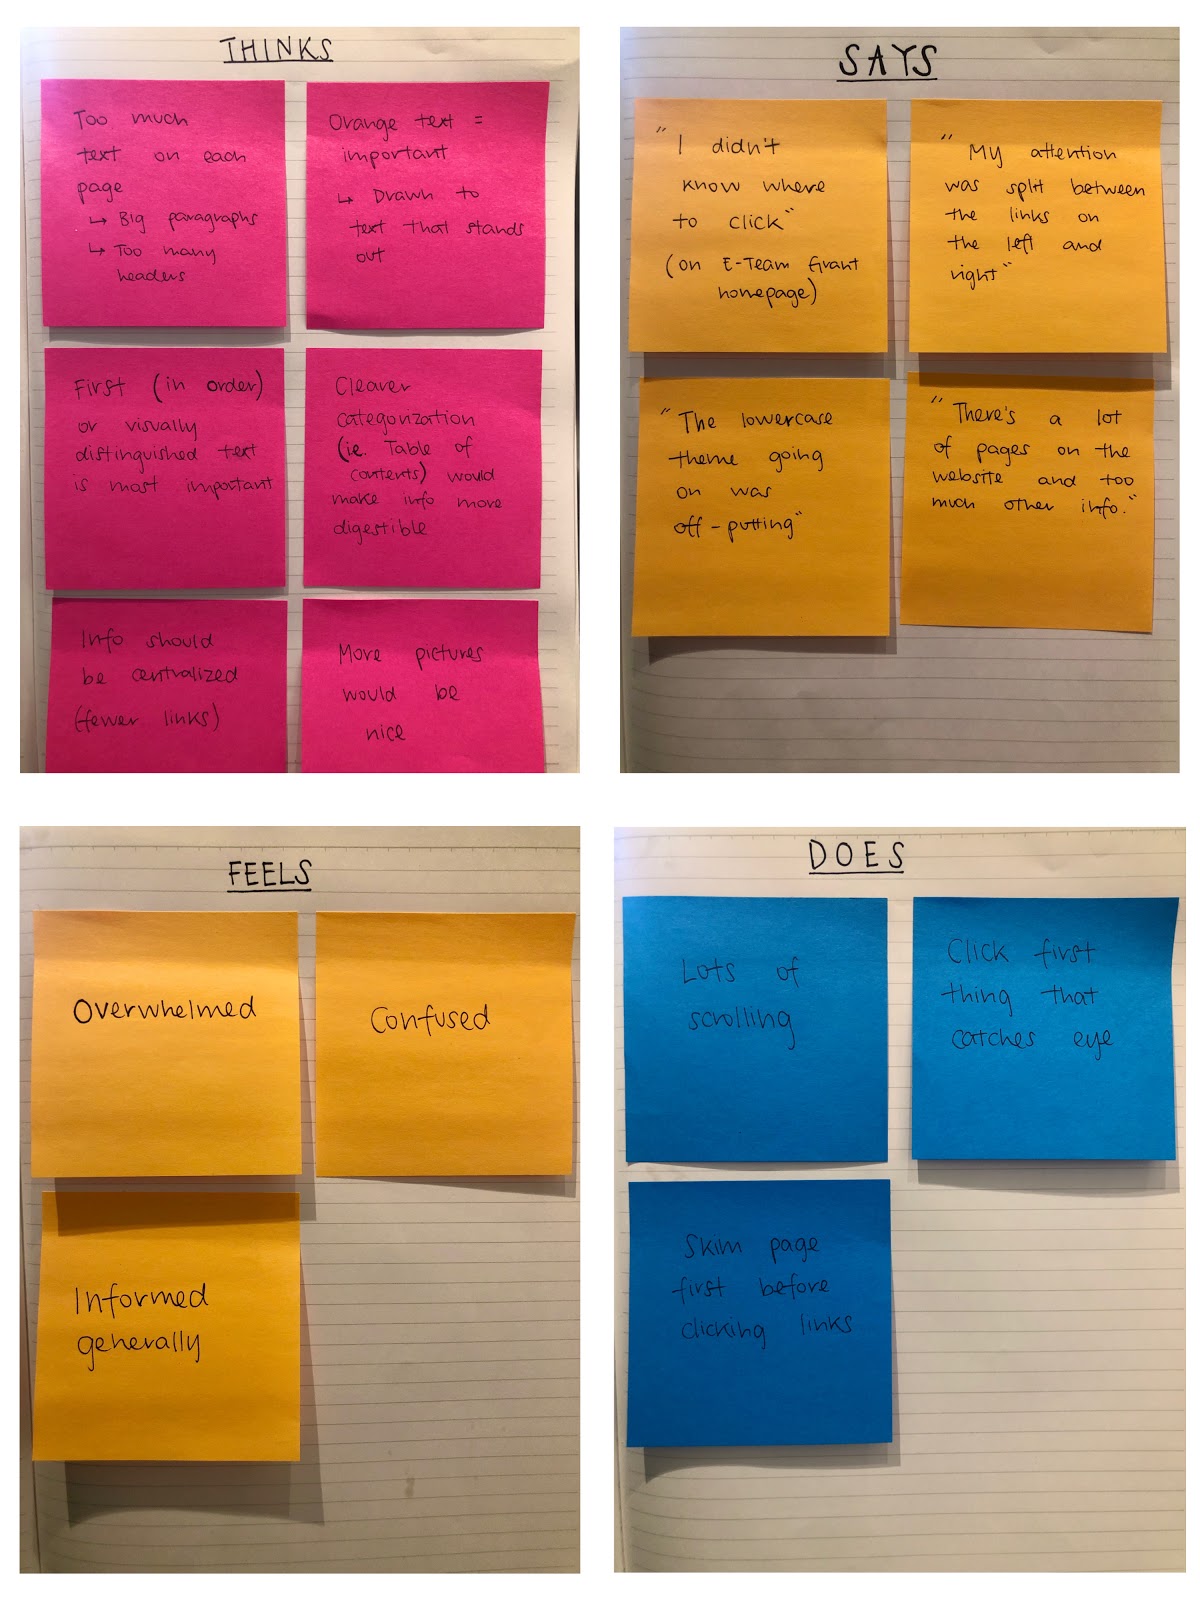 THINKS
Too much
text on each
page
↳ Big paragraphs
↳ Too many
headers
Orange text =
important
↳ Drawn to
text that stands
out
First (in order)
or visually
distinguished text
is most important
Clearer
categorization
(ie. Table of
contents) would
make info more
digestible
Info should
be centralized
(fewer links)
More pictures
would be
nice
SAYS
"I didn't
know where
to click"
(on E-Team Grant
homepage)
"My attention
was split between
the links on
the left and
right"
"The lowercase
theme going
on was
off-putting"
"There's a lot
of pages on the
website and too
much other info."
FEELS
Overwhelmed
Confused
Informed
generally
DOES
Lots of
scrolling
Click first
thing that
catches eye
Skim page
first before
clicking links